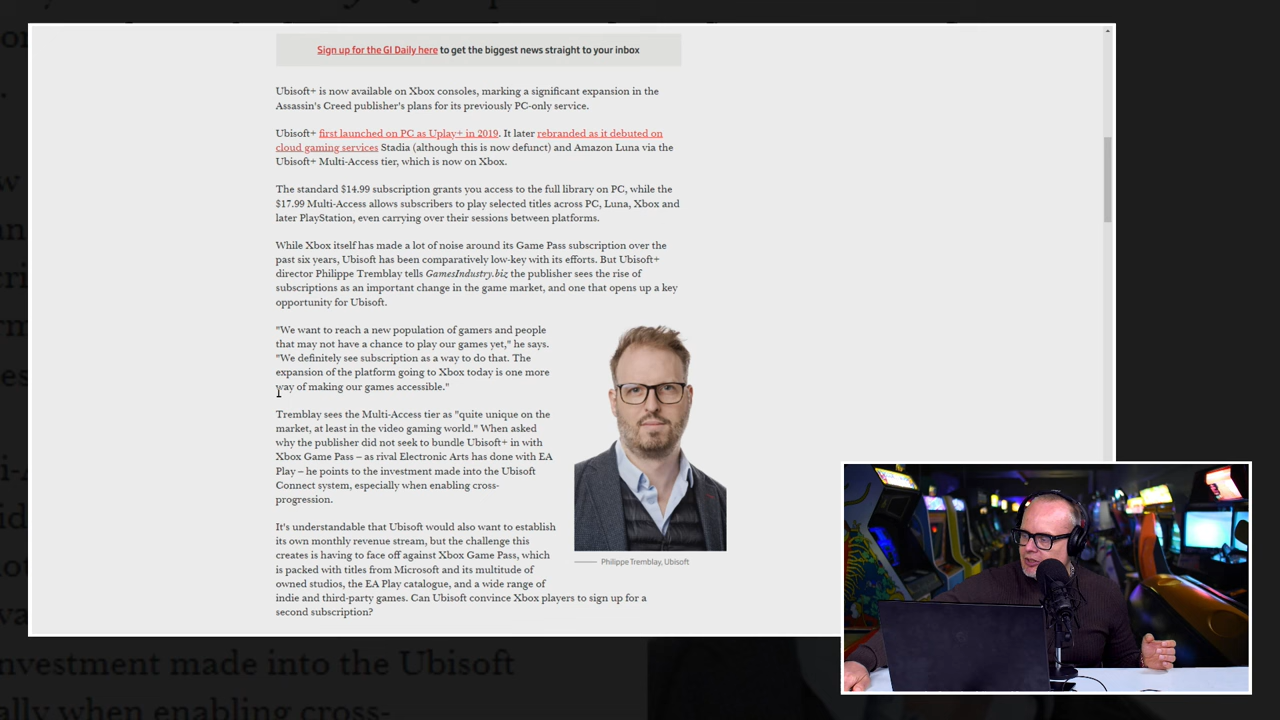 Sign up for the GI Daily here to get the biggest news straight to your inbox
Ubisoft+ is now available on Xbox consoles, marking a significant expansion in the
Assassin's Creed publisher's plans for its previously PC-only service.
Ubisoft+ first launched on PC as Uplay+ in 2019. It later rebranded as it debuted on
cloud gaming services Stadia (although this is now defunct) and Amazon Luna via the
Ubisoft+ Multi-Access tier, which is now on Xbox.
The standard $14.99 subscription grants you access to the full library on PC, while the
$17.99 Multi-Access allows subscribers to play selected titles across PC, Luna, Xbox and
later PlayStation, even carrying over their sessions between platforms.
While Xbox itself has made a lot of noise around its Game Pass subscription over the
past six years, Ubisoft has been comparatively low-key with its efforts. But Ubisoft+
director Philippe Tremblay tells GamesIndustry.biz the publisher sees the rise of
subscriptions as an important change in the game market, and one that opens up a key
opportunity for Ubisoft.
"We want to reach a new population of gamers and people
that may not have a chance to play our games yet," he says.
"We definitely see subscription as a way to do that. The
expansion of the platform going to Xbox today is one more
way of making our games accessible."
Tremblay sees the Multi-Access tier as "quite unique on the
market, at least in the video gaming world." When asked
why the publisher did not seek to bundle Ubisoft+ in with
Xbox Game Pass – as rival Electronic Arts has done with EA
Play – he points to the investment made into the Ubisoft
Connect system, especially when enabling cross-
progression.
It's understandable that Ubisoft would also want to establish
its own monthly revenue stream, but the challenge this
creates is having to face off against Xbox Game Pass, which
is packed with titles from Microsoft and its multitude of
owned studios, the EA Play catalogue, and a wide range of
indie and third-party games. Can Ubisoft convince Xbox players to sign up for a
second subscription?
Philippe Tremblay, Ubisoft
nvestment made into the Ubisoft
ally when enabling cross-